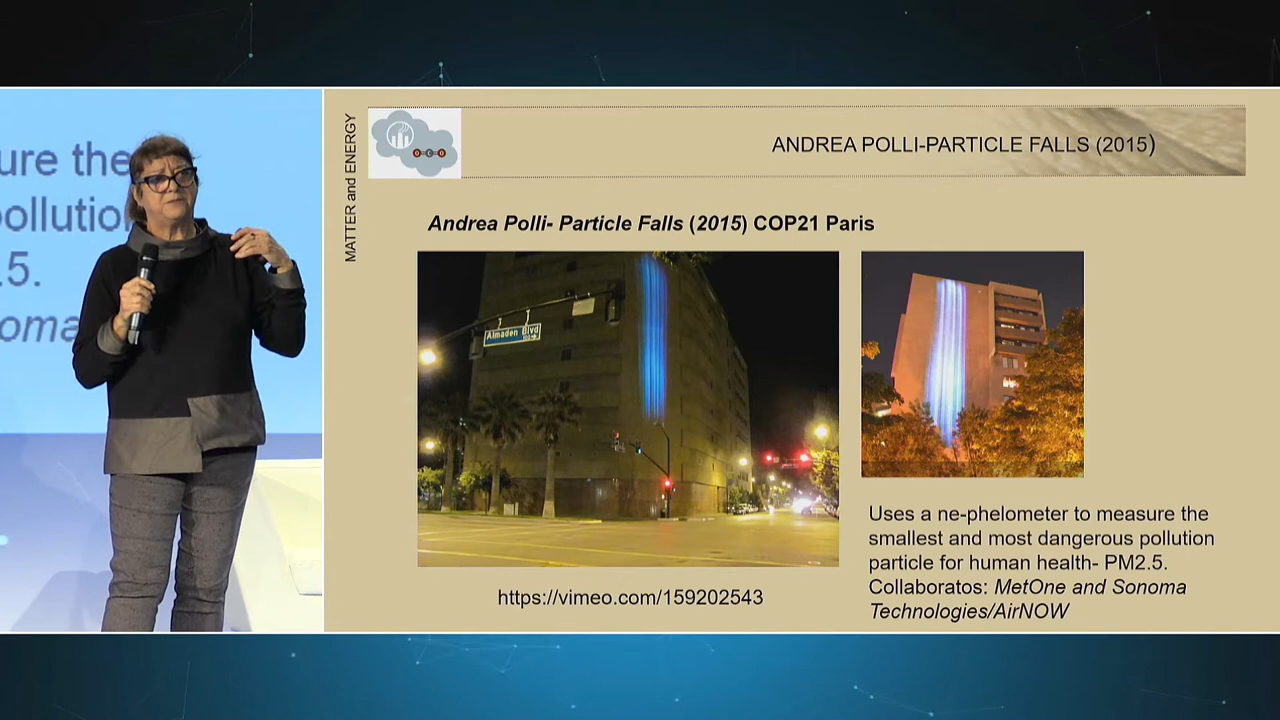 ure the
pollutio
.5.
oma
MATTER and ENERGY
ANDREA POLLI-PARTICLE FALLS (2015)
Andrea Polli- Particle Falls (2015) COP21 Paris
Almaden Blvd
https://vimeo.com/159202543
Uses a ne-phelometer to measure the
smallest and most dangerous pollution
particle for human health- PM2.5.
Collaboratos: MetOne and Sonoma
Technologies/AirNOW